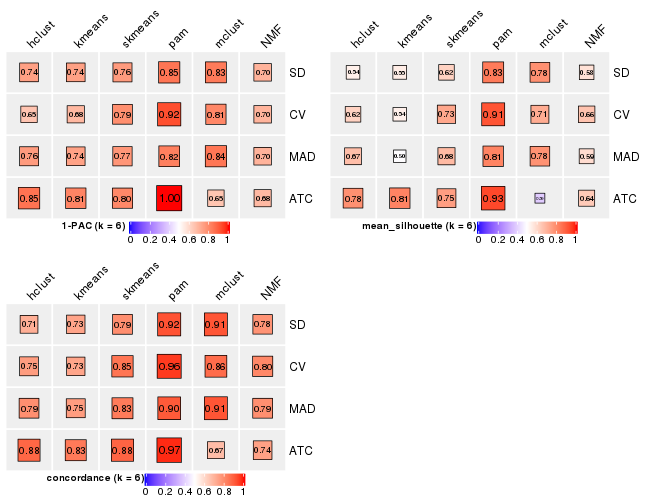 hclust kmeans skmeans pam mclust NMF
0.74 0.74 0.76 0.85 0.83 0.70 SD
0.65 0.68 0.79 0.92 0.81 0.70 CV
0.76 0.74 0.77 0.82 0.84 0.70 MAD
0.85 0.81 0.80 1.00 0.65 0.68 ATC
1-PAC (k = 6)
0 0.2 0.4 0.6 0.8 1
hclust kmeans skmeans pam mclust NMF
0.54 0.55 0.62 0.83 0.78 0.58 SD
0.62 0.54 0.73 0.91 0.71 0.66 CV
0.67 0.50 0.68 0.81 0.78 0.59 MAD
0.78 0.81 0.75 0.93 0.64 ATC
mean_silhouette (k = 6)
0 0.2 0.4 0.6 0.8 1
hclust kmeans skmeans pam mclust NMF
0.71 0.73 0.79 0.92 0.91 0.78 SD
0.75 0.73 0.85 0.96 0.86 0.80 CV
0.79 0.75 0.83 0.90 0.91 0.79 MAD
0.88 0.83 0.88 0.97 0.67 0.74 ATC
concordance (k = 6)
0 0.2 0.4 0.6 0.8 1